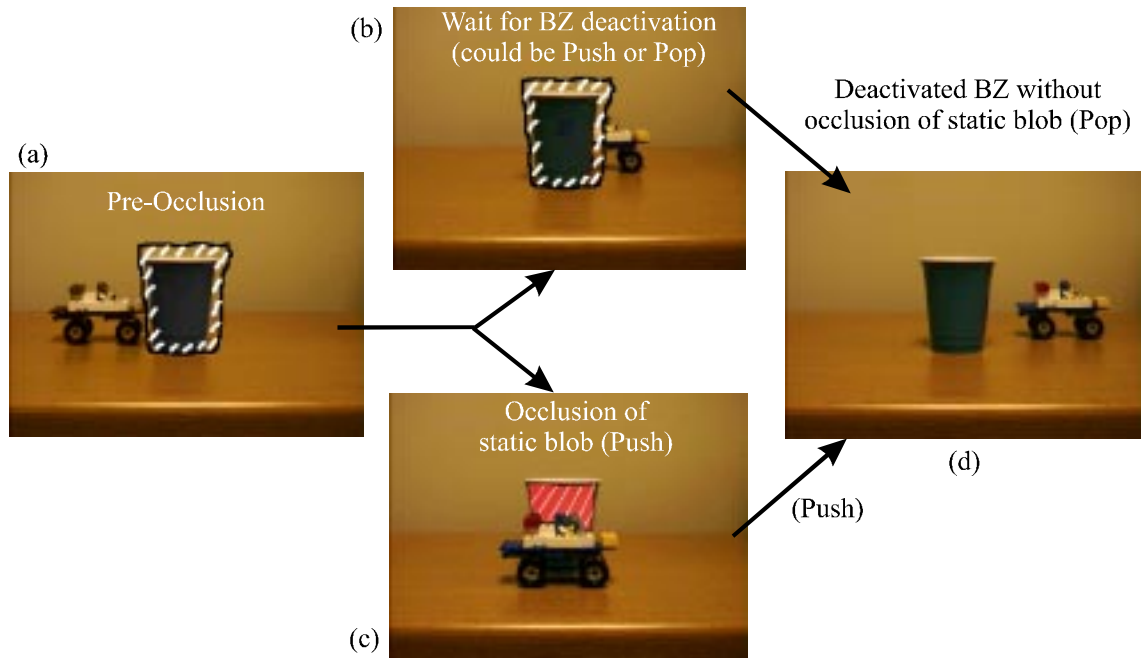 (a)
Pre-Occlusion
(b)
Wait for BZ deactivation
(could be Push or Pop)
Occlusion of
static blob (Push)
(c)
Deactivated BZ without
occlusion of static blob (Pop)
(d)
(Push)